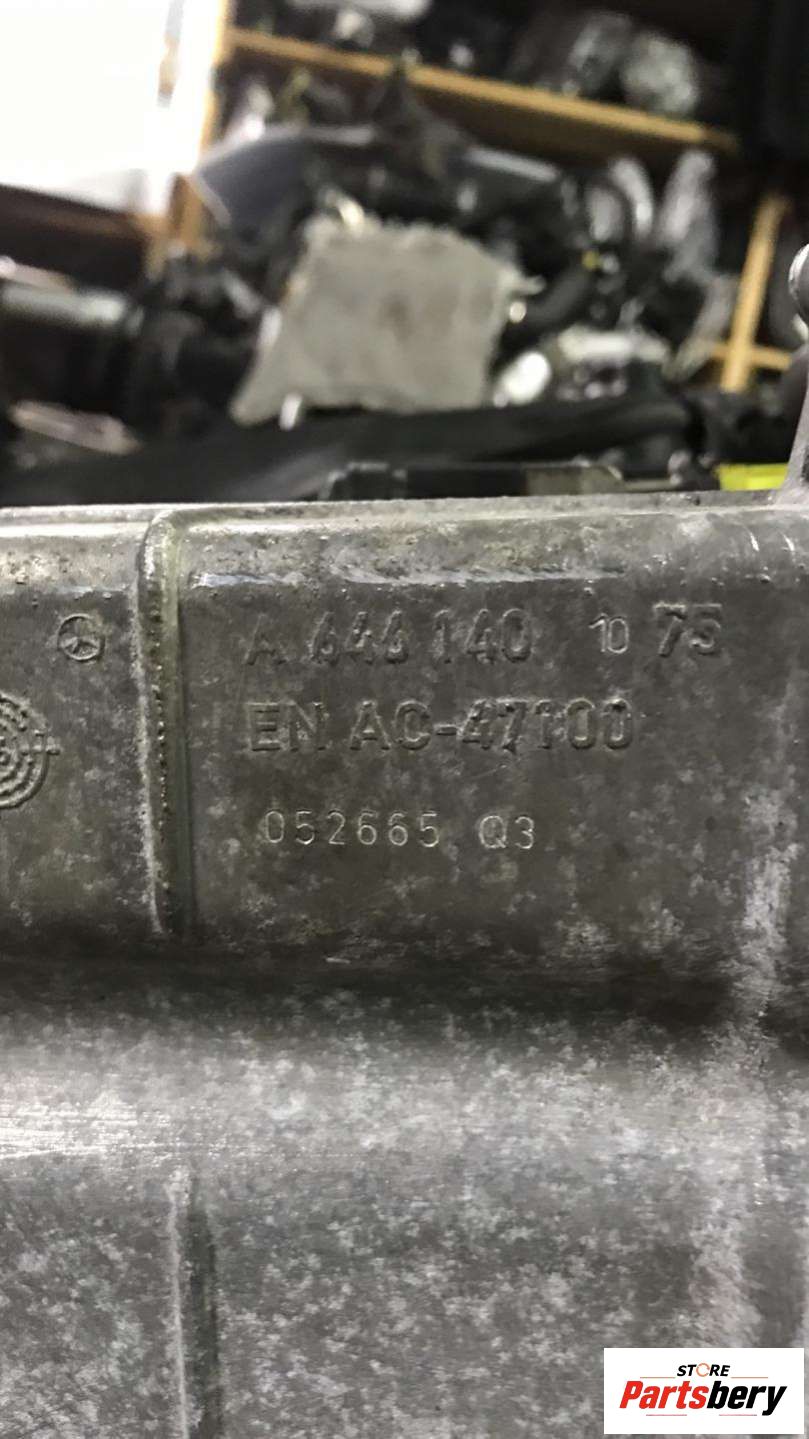 A 646 140 10 75
EN AC-47100
052665 Q3
STORE
Partsbery